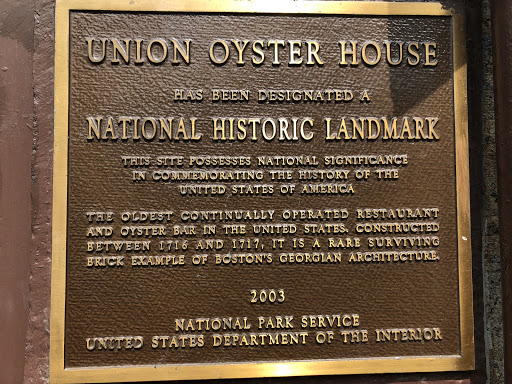 UNION OYSTER HOUSE
HAS BEEN DESIGNATED A
NATIONAL HISTORIC LANDMARK
THIS SITE POSSESSES NATIONAL SIGNIFICANCE
IN COMMEMORATING THE HISTORY OF THE
UNITED STATES OF AMERICA
THE OLDEST CONTINUALLY OPERATED RESTAURANT
AND OYSTER BAR IN THE UNITED STATES. CONSTRUCTED
BETWEEN 1716 AND 1717, IT IS A RARE SURVIVING
BRICK EXAMPLE OF BOSTON'S GEORGIAN ARCHITECTURE.
2003
NATIONAL PARK SERVICE
UNITED STATES DEPARTMENT OF THE INTERIOR